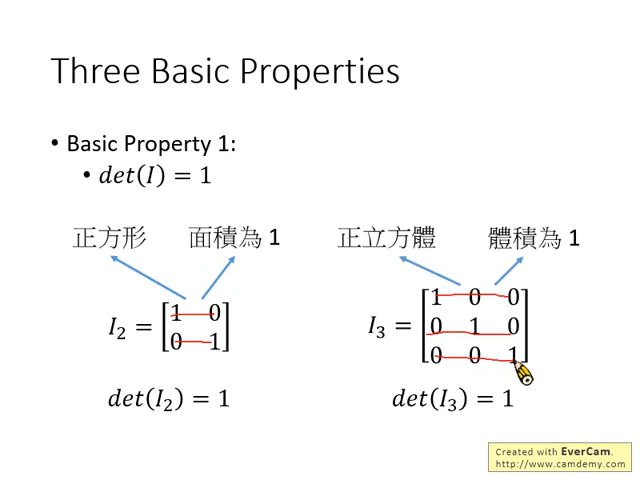 Three Basic Properties
• Basic Property 1:
• det(I) = 1
正方形 面積為 1 正立方體 體積為 1
I₂ = [1 0
0 1]
I₃ = [1 0 0
0 1 0
0 0 1]
det(I₂) = 1 det(I₃) = 1
Created with EverCam.
http://www.camdemy.com